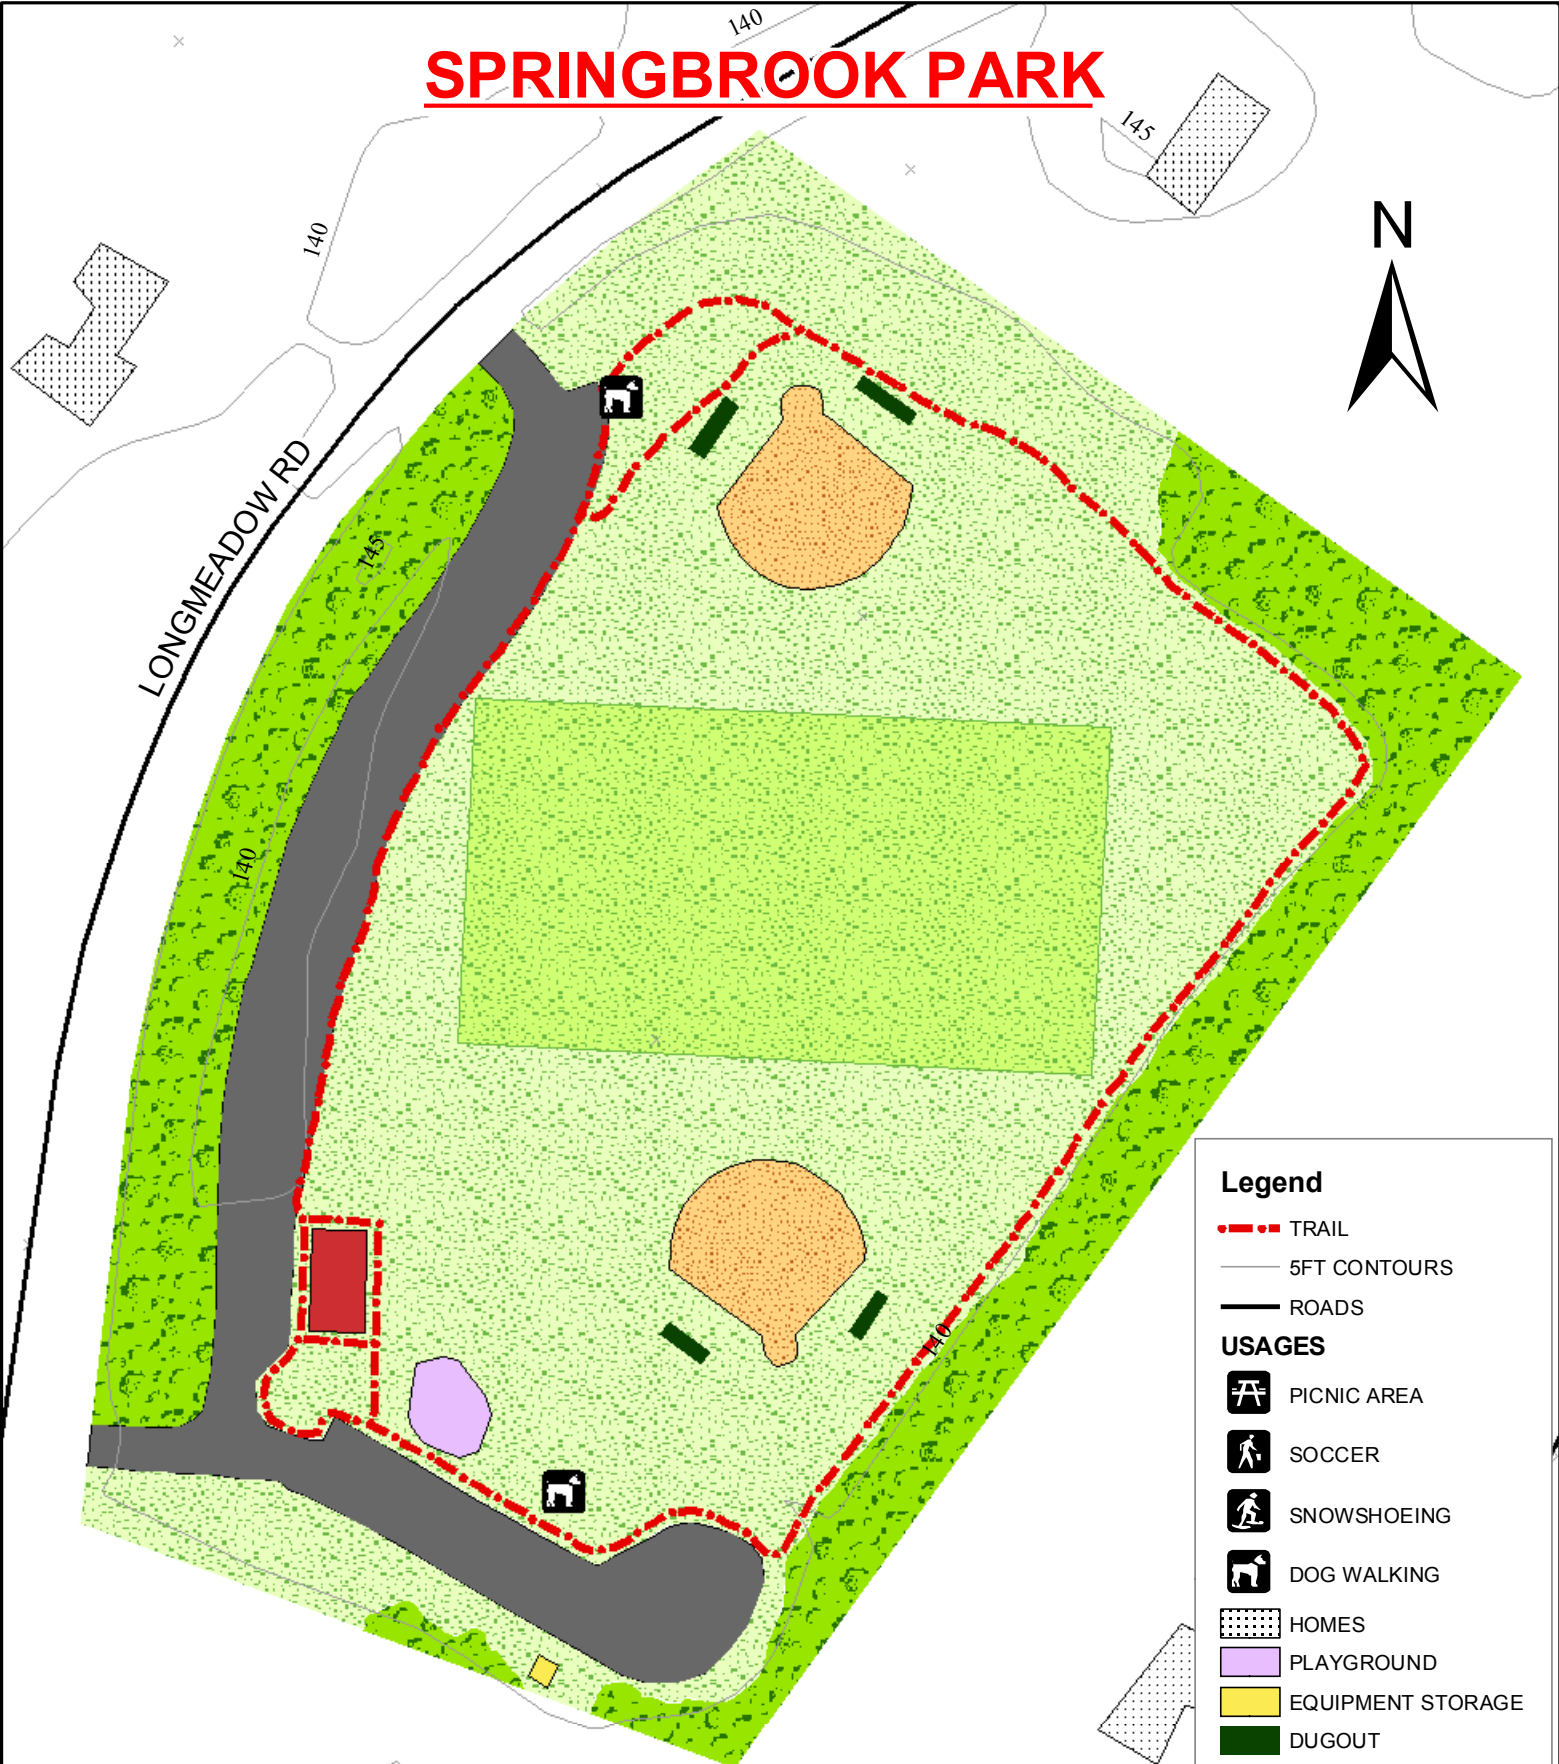 140
SPRINGBROOK PARK
145
N
140
LONGMEADOW RD
145
140
140
Legend
TRAIL
5FT CONTOURS
ROADS
USAGES
PICNIC AREA
SOCCER
SNOWSHOEING
DOG WALKING
HOMES
PLAYGROUND
EQUIPMENT STORAGE
DUGOUT